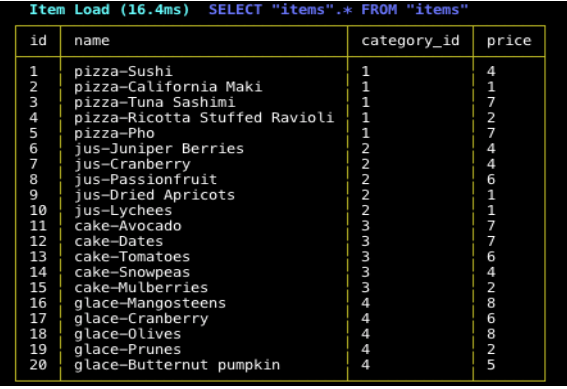 Item Load (16.4ms)  SELECT "items".* FROM "items"
id name category_id price
1 pizza-Sushi 1 4
2 pizza-California Maki 1 1
3 pizza-Tuna Sashimi 1 7
4 pizza-Ricotta Stuffed Ravioli 1 2
5 pizza-Pho 1 7
6 jus-Juniper Berries 2 4
7 jus-Cranberry 2 4
8 jus-Passionfruit 2 6
9 jus-Dried Apricots 2 1
10 jus-Lychees 2 1
11 cake-Avocado 3 7
12 cake-Dates 3 7
13 cake-Tomatoes 3 6
14 cake-Snowpeas 3 4
15 cake-Mulberries 3 2
16 glace-Mangosteens 4 8
17 glace-Cranberry 4 6
18 glace-Olives 4 8
19 glace-Prunes 4 2
20 glace-Butternut pumpkin 4 5